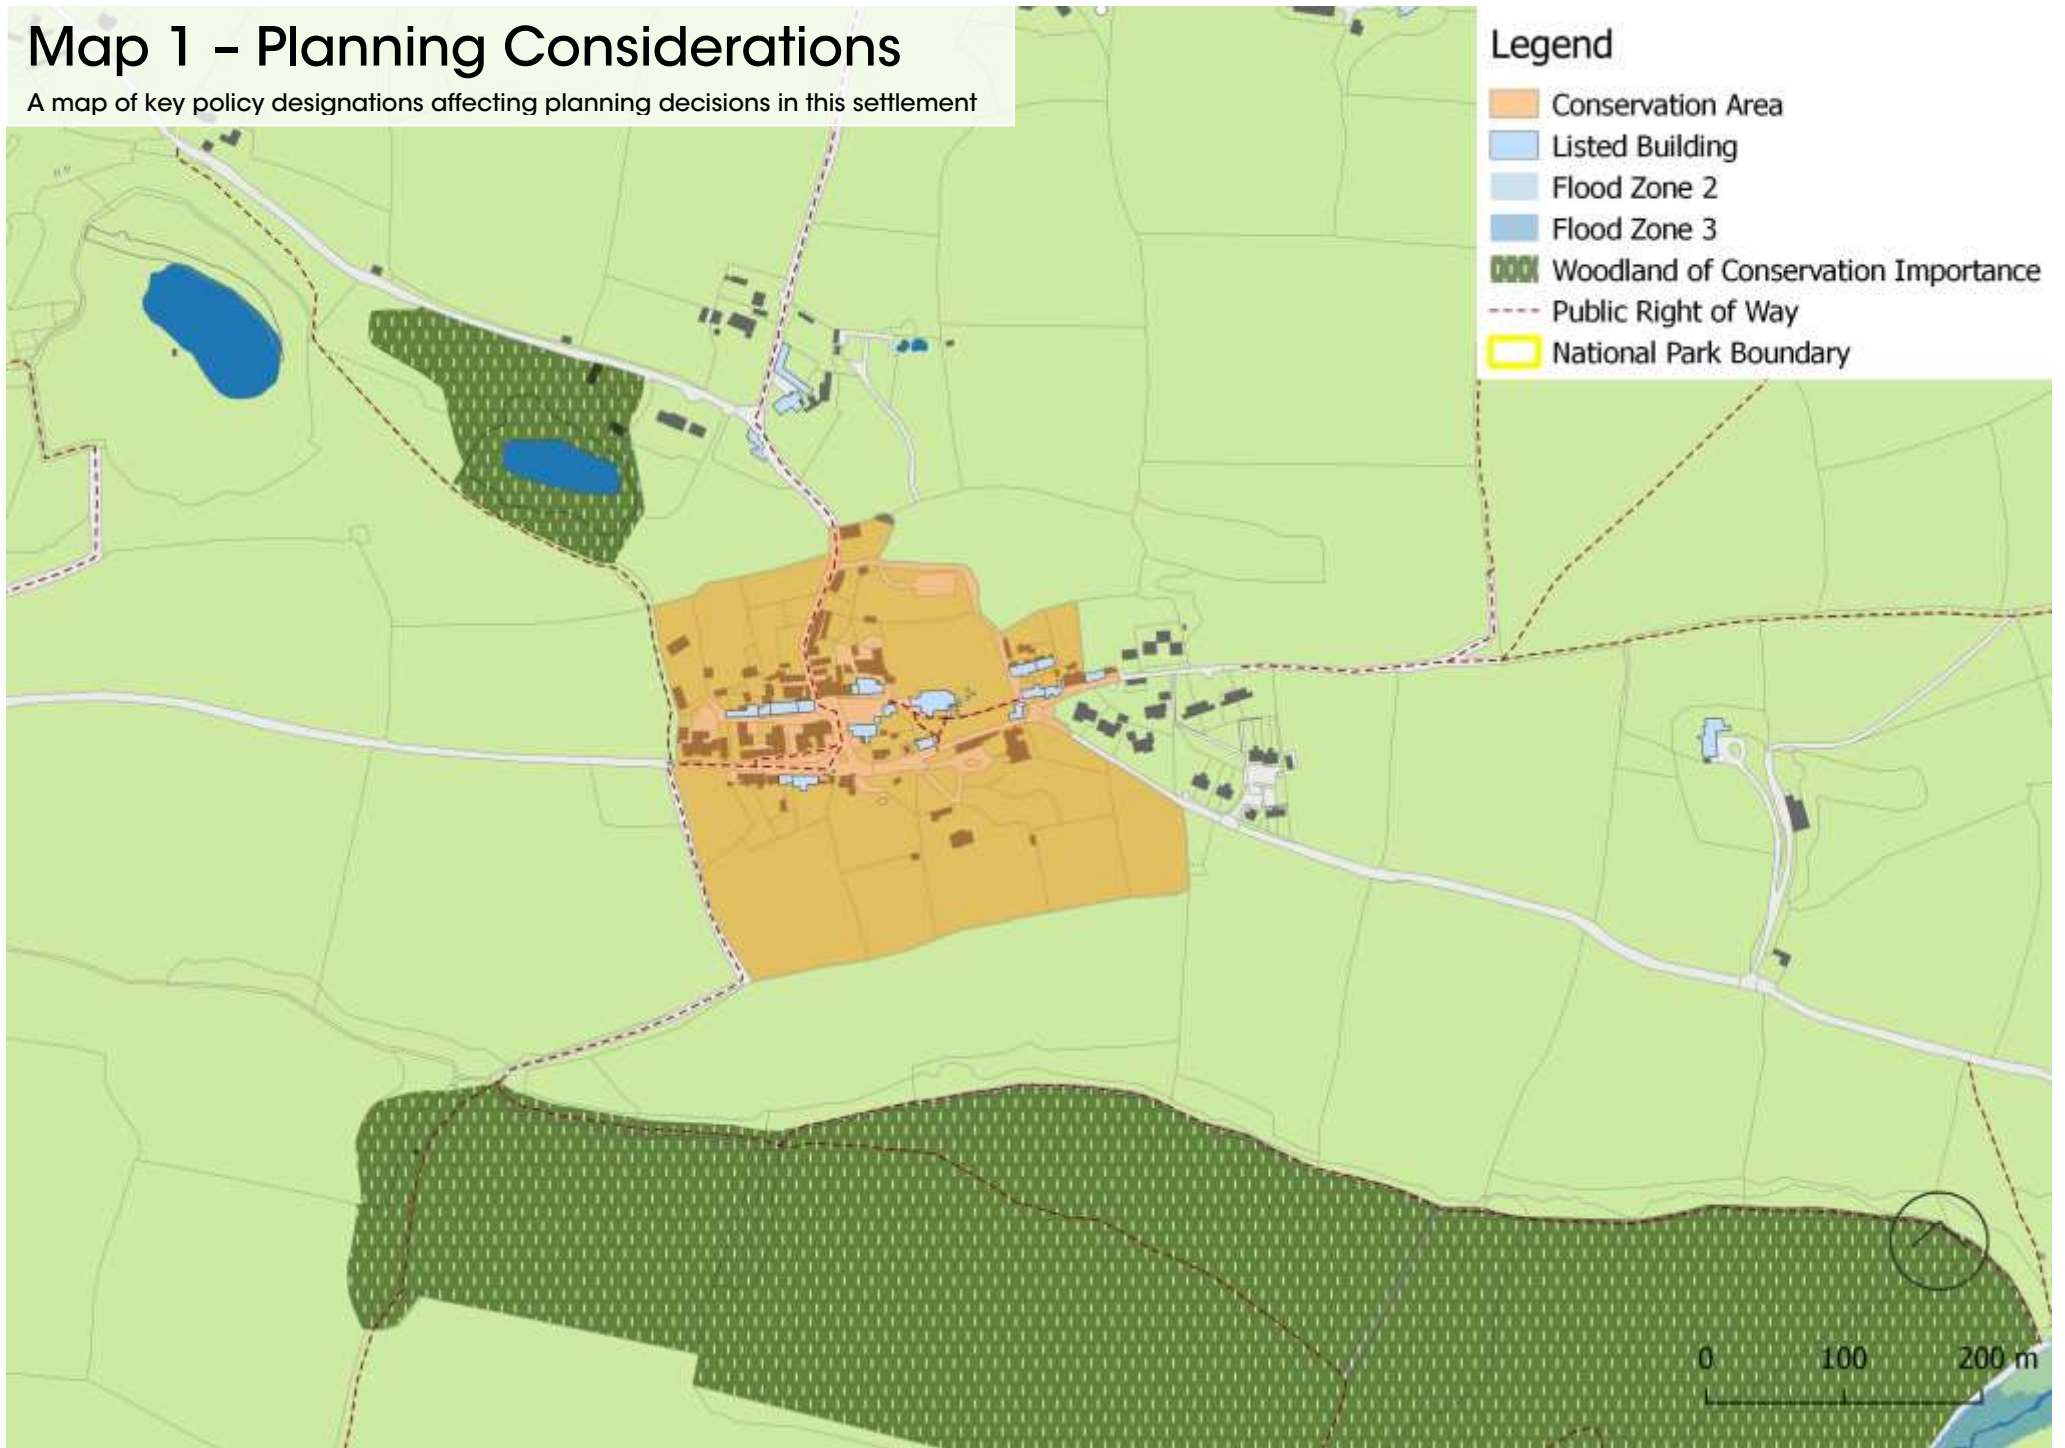 Map 1 – Planning Considerations
A map of key policy designations affecting planning decisions in this settlement
Legend
Conservation Area
Listed Building
Flood Zone 2
Flood Zone 3
Woodland of Conservation Importance
Public Right of Way
National Park Boundary
0 100 200 m